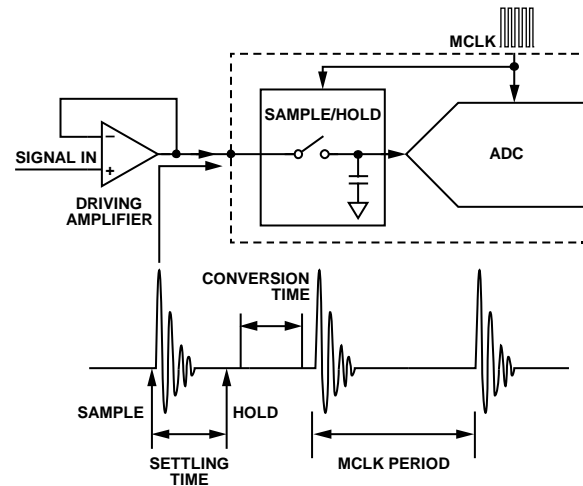 MCLK
SAMPLE/HOLD
ADC
–
+
SIGNAL IN
DRIVING
AMPLIFIER
CONVERSION
TIME
SAMPLE
HOLD
SETTLING
TIME
MCLK PERIOD